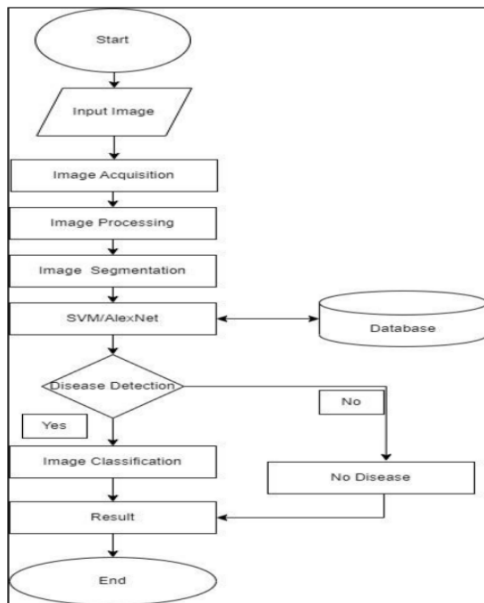 Start
Input Image
Image Acquisition
Image Processing
Image Segmentation
SVM/AlexNet
Database
Disease Detection
No
Yes
Image Classification
No Disease
Result
End